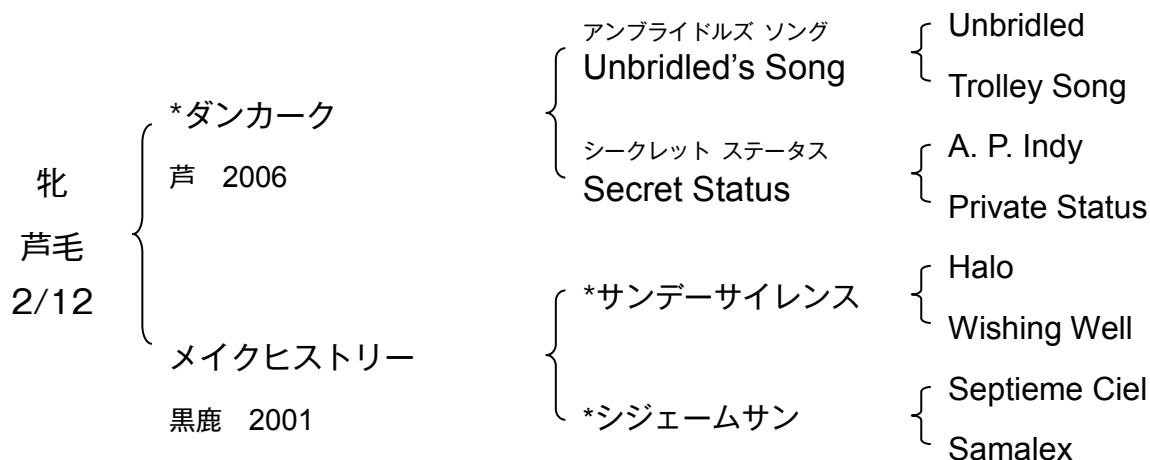 牝
芦毛
2/12
*ダンカーク
芦 2006
メイクヒストリー
黒鹿 2001
アンブライドルズ ソング
Unbridled's Song
シークレット ステータス
Secret Status
*サンデーサイレンス
*シジェームサン
Unbridled
Trolley Song
A. P. Indy
Private Status
Halo
Wishing Well
Septieme Ciel
Samalex